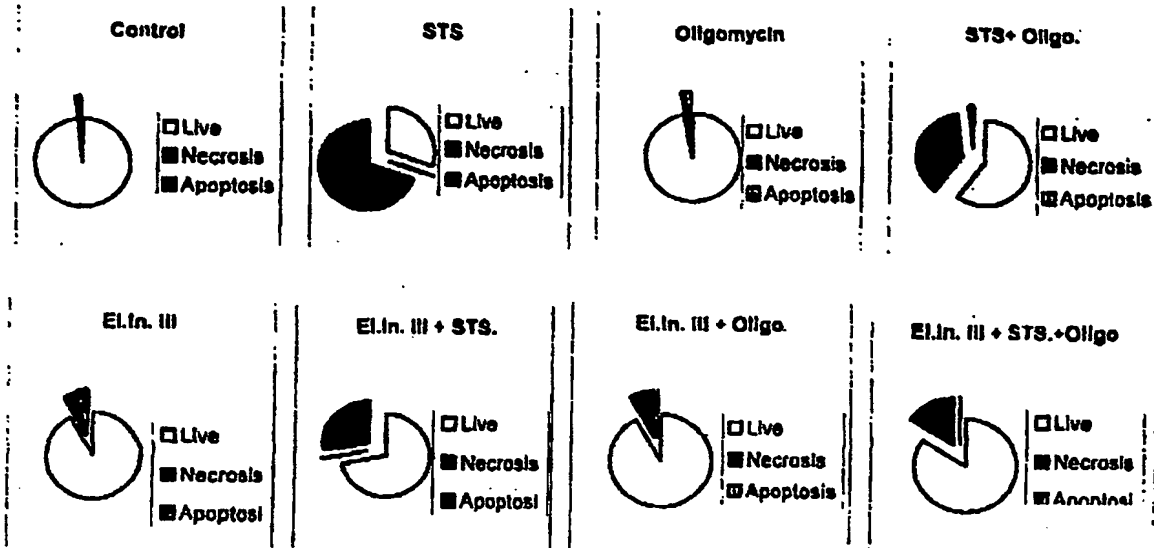 Control
Live
Necrosis
Apoptosis
STS
Live
Necrosis
Apoptosis
Oligomycin
Live
Necrosis
Apoptosis
STS+ Oligo.
Live
Necrosis
Apoptosis
El.In. III
Live
Necrosis
Apoptosi
El.In. III + STS.
Live
Necrosis
Apoptosi
El.In. III + Oligo.
Live
Necrosis
Apoptosis
El.In. III + STS.+Oligo
Live
Necrosis
Apoptosi